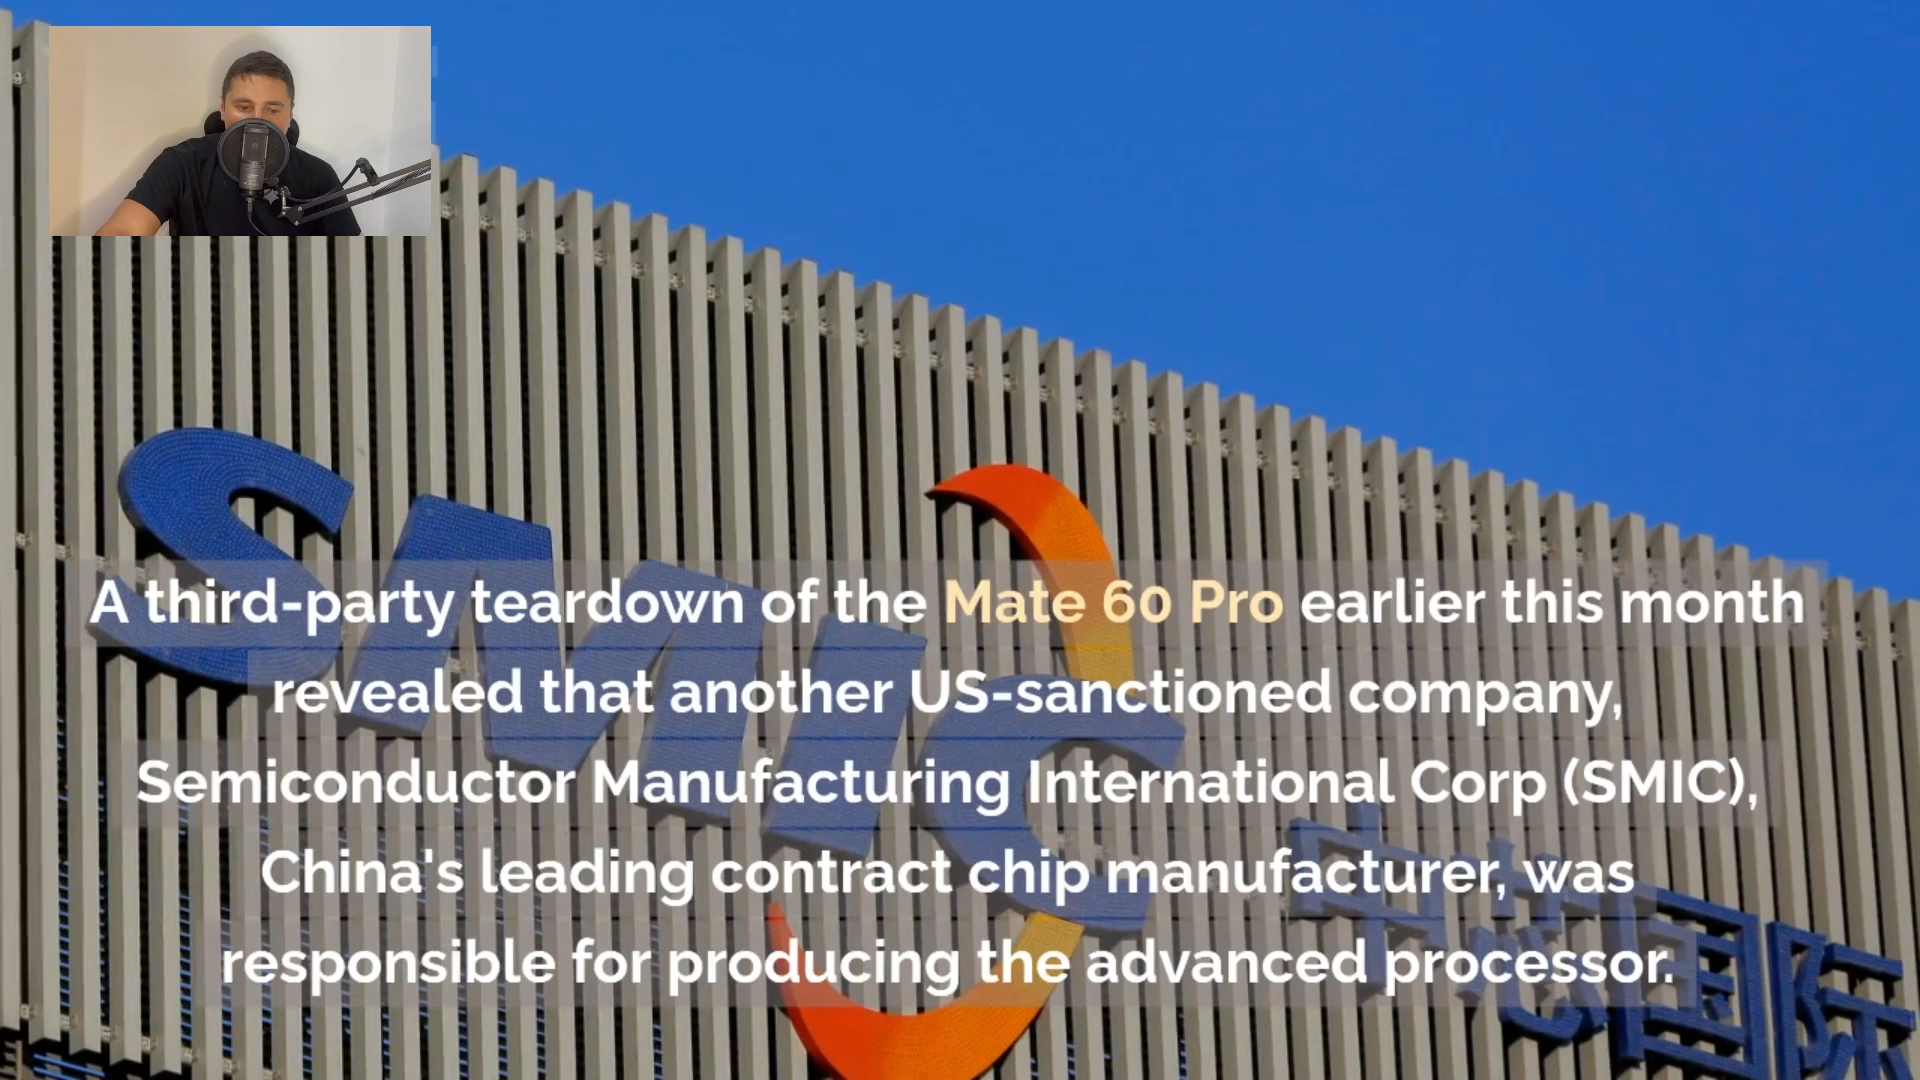 SMIC
中芯国际
A third-party teardown of the Mate 60 Pro earlier this month
revealed that another US-sanctioned company,
Semiconductor Manufacturing International Corp (SMIC),
China's leading contract chip manufacturer, was
responsible for producing the advanced processor.